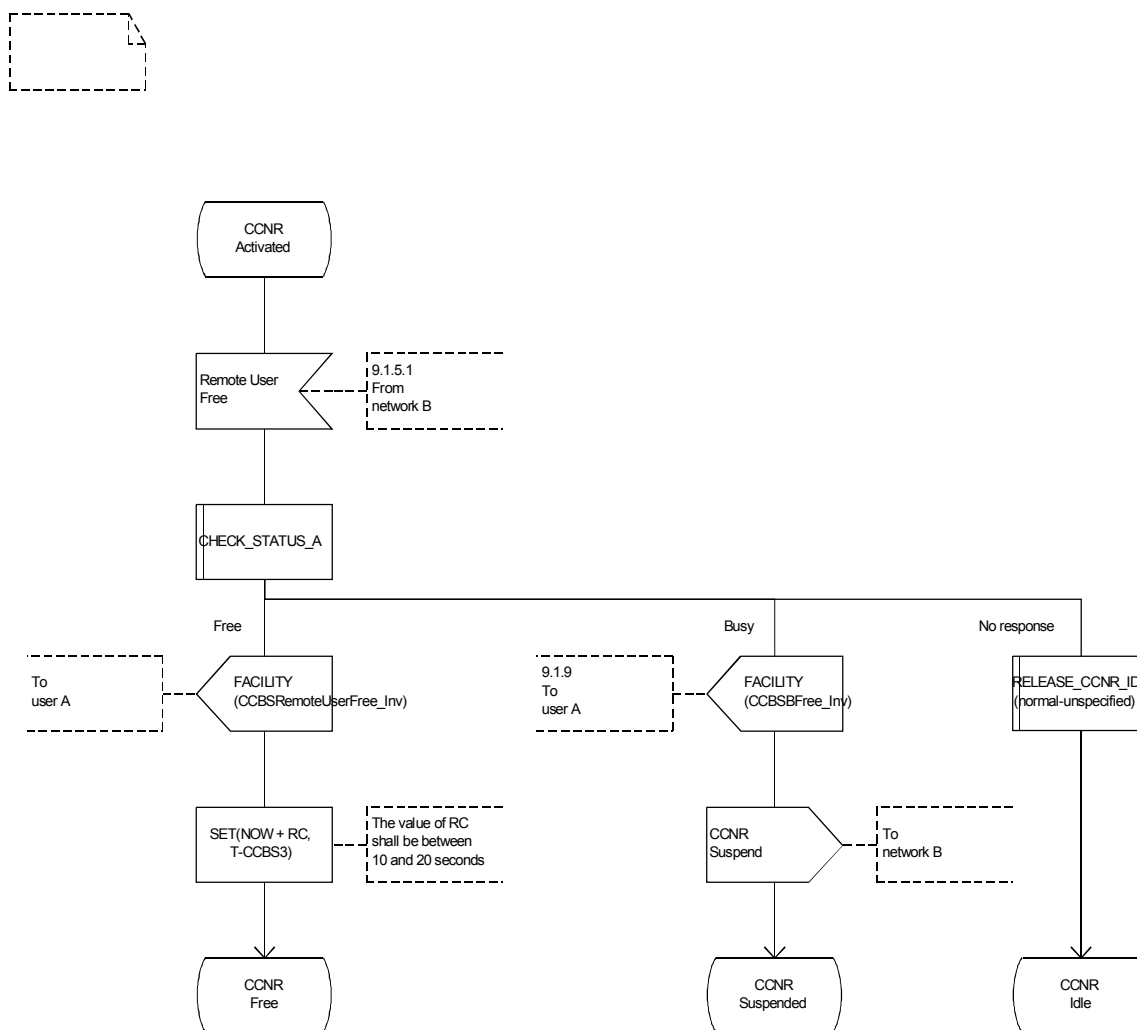 CCNR
Activated
Remote User
Free
9.1.5.1
From
network B
CHECK_STATUS_A
Free
Busy
No response
To
user A
FACILITY
(CCBSRemoteUserFree_Inv)
9.1.9
To
user A
FACILITY
(CCBSBFree_Inv)
RELEASE_CCNR_ID
(normal-unspecified)
SET(NOW + RC,
T-CCBS3)
The value of RC
shall be between
10 and 20 seconds
CCNR
Suspend
To
network B
CCNR
Free
CCNR
Suspended
CCNR
Idle